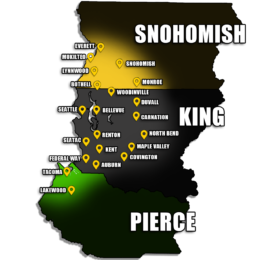 SNOHOMISH
EVERETT
MUKILTEO
LYNNWOOD
SNOHOMISH
BOTHELL
MONROE
WOODINVILLE
DUVALL
SEATTLE
BELLEVUE
CARNATION
KING
RENTON
NORTH BEND
SEATAC
KENT
MAPLE VALLEY
FEDERAL WAY
COVINGTON
AUBURN
TACOMA
LAKEWOOD
PIERCE